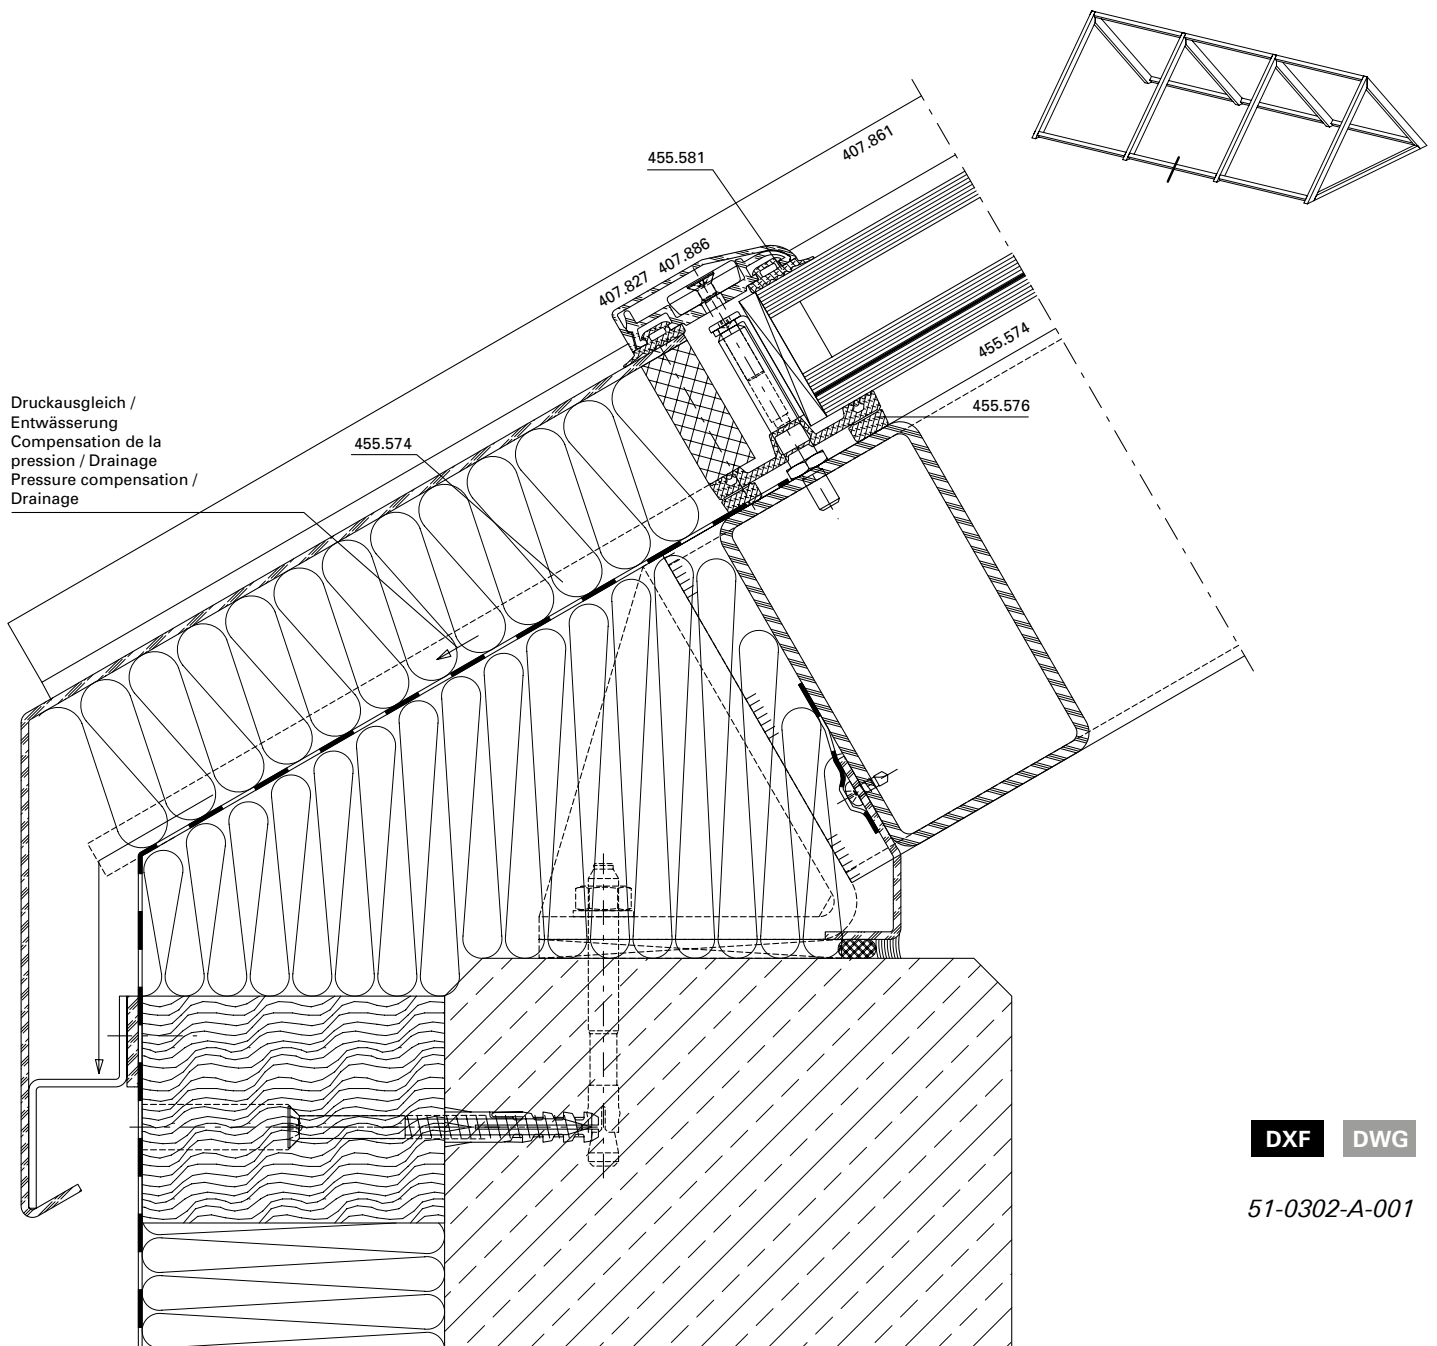 407.861
455.581
407.827 407.886
455.574
455.576
Druckausgleich /
Entwässerung
Compensation de la
pression / Drainage
Pressure compensation /
Drainage
455.574
DXF DWG
51-0302-A-001